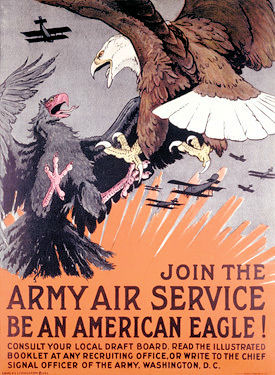 JOIN THE
ARMY AIR SERVICE
BE AN AMERICAN EAGLE!
CONSULT YOUR LOCAL DRAFT BOARD. READ THE ILLUSTRATED
BOOKLET AT ANY RECRUITING OFFICE, OR WRITE TO THE CHIEF
SIGNAL OFFICER OF THE ARMY, WASHINGTON, D.C.